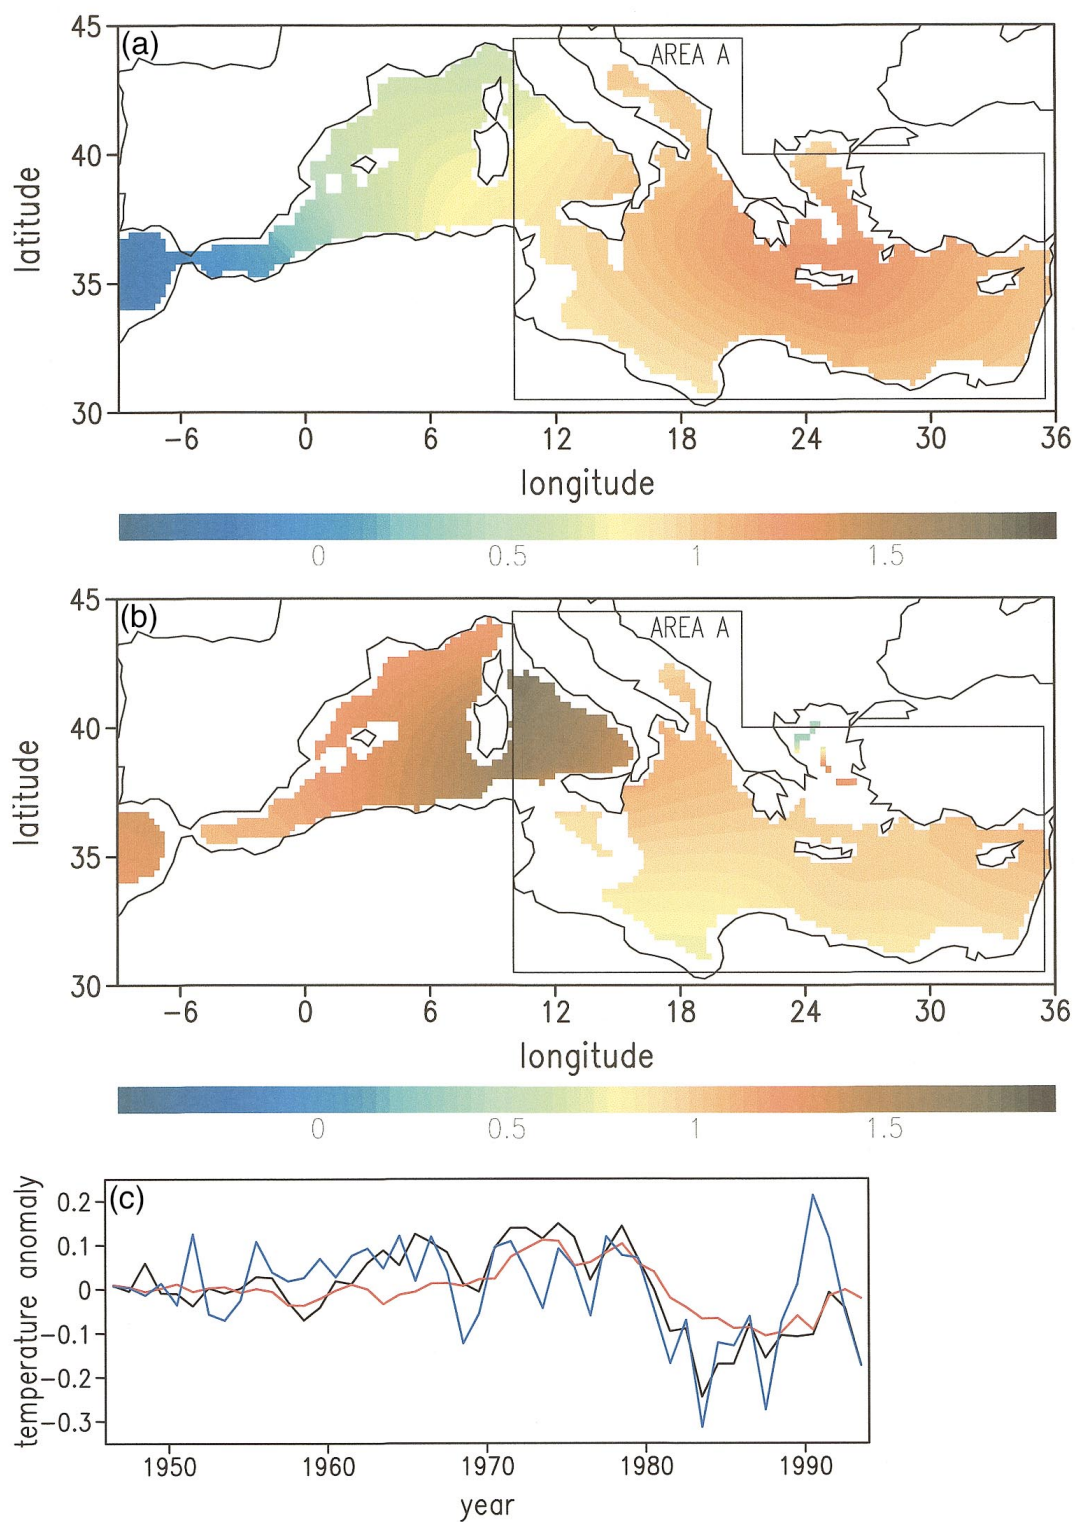 45
(a)
AREA A
40
latitude
35
30
-6 0 6 12 18 24 30 36
longitude
0 0.5 1 1.5
45
(b)
AREA A
40
latitude
35
30
-6 0 6 12 18 24 30 36
longitude
0 0.5 1 1.5
(c)
0.2
0.1
0
-0.1
-0.2
-0.3
temperature anomaly
1950 1960 1970 1980 1990
year